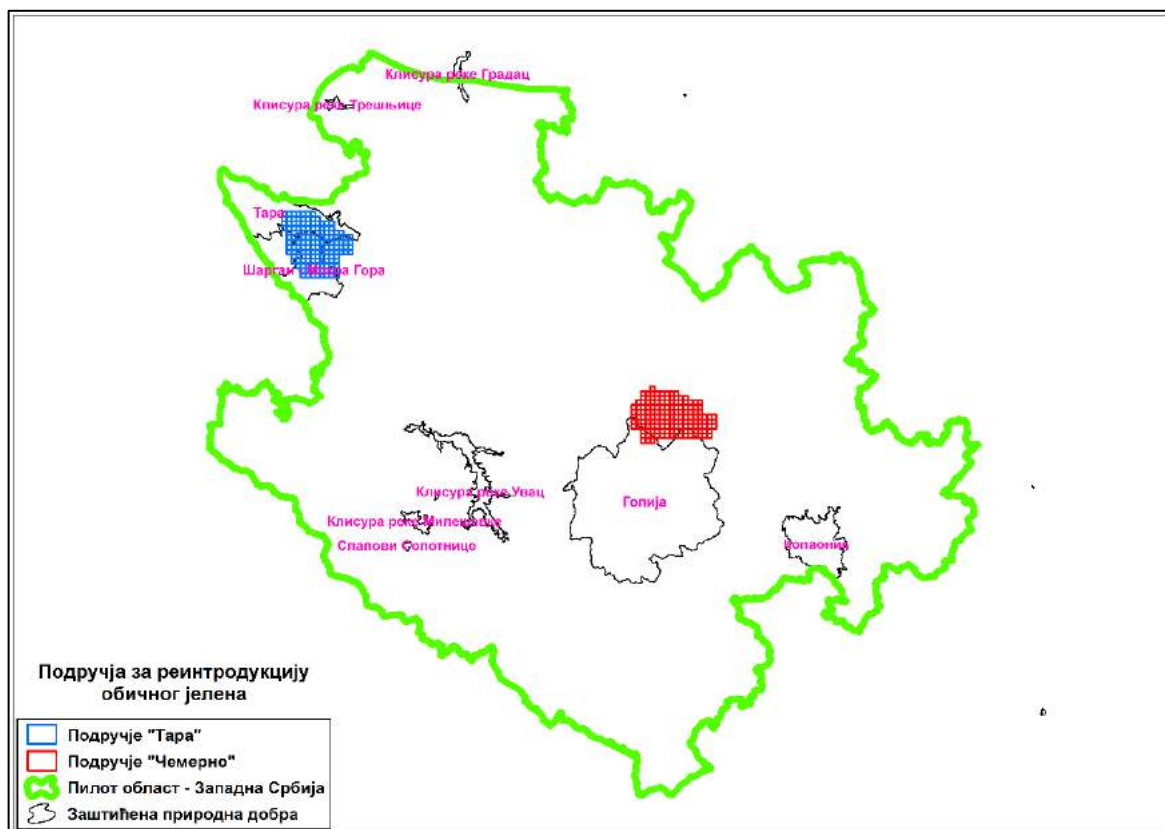 Клисура реке Градац
Клисура реке Трешњице
Тара
Шарган - Мокра Гора
Клисура реке Увац
Голија
Клисура реке Милешевке
Слапови Сопотнице
Копаоник
Подручја за реинтродукцију
обичног јелена
Подручје "Тара"
Подручје "Чемерно"
Пилот област - Западна Србија
Заштићена природна добра